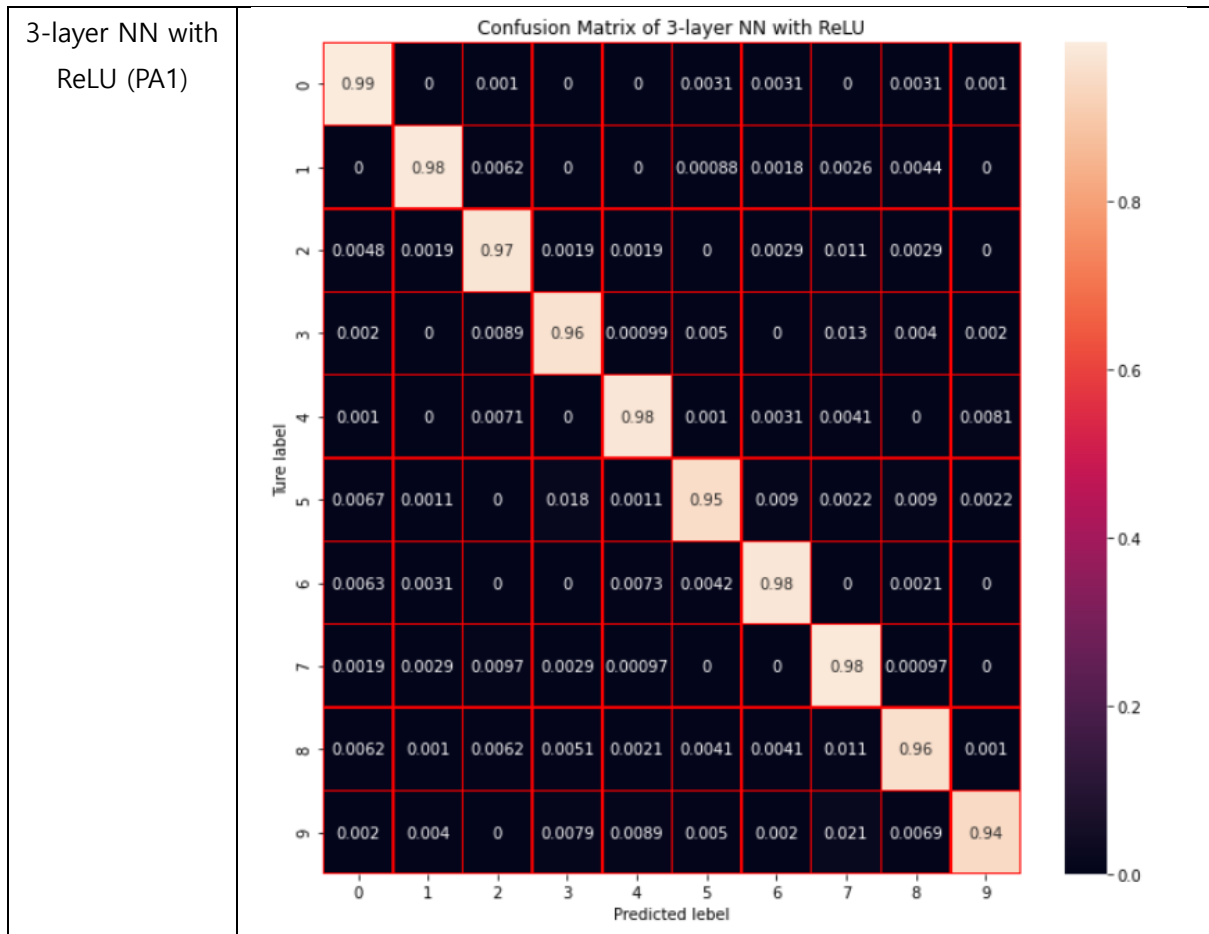 3-layer NN with
ReLU (PA1)
Confusion Matrix of 3-layer NN with ReLU
0 0.99 0 0.001 0 0 0.0031 0.0031 0 0.0031 0.001
1 0 0.98 0.0062 0 0 0.00088 0.0018 0.0026 0.0044 0
2 0.0048 0.0019 0.97 0.0019 0.0019 0 0.0029 0.011 0.0029 0
3 0.002 0 0.0089 0.96 0.00099 0.005 0 0.013 0.004 0.002
4 0.001 0 0.0071 0 0.98 0.001 0.0031 0.0041 0 0.0081
5 0.0067 0.0011 0 0.018 0.0011 0.95 0.009 0.0022 0.009 0.0022
6 0.0063 0.0031 0 0 0.0073 0.0042 0.98 0 0.0021 0
7 0.0019 0.0029 0.0097 0.0029 0.00097 0 0 0.98 0.00097 0
8 0.0062 0.001 0.0062 0.0051 0.0021 0.0041 0.0041 0.011 0.96 0.001
9 0.002 0.004 0 0.0079 0.0089 0.005 0.002 0.021 0.0069 0.94
0 1 2 3 4 5 6 7 8 9
Predicted lebel
Ture label
0.8
0.6
0.4
0.2
0.0